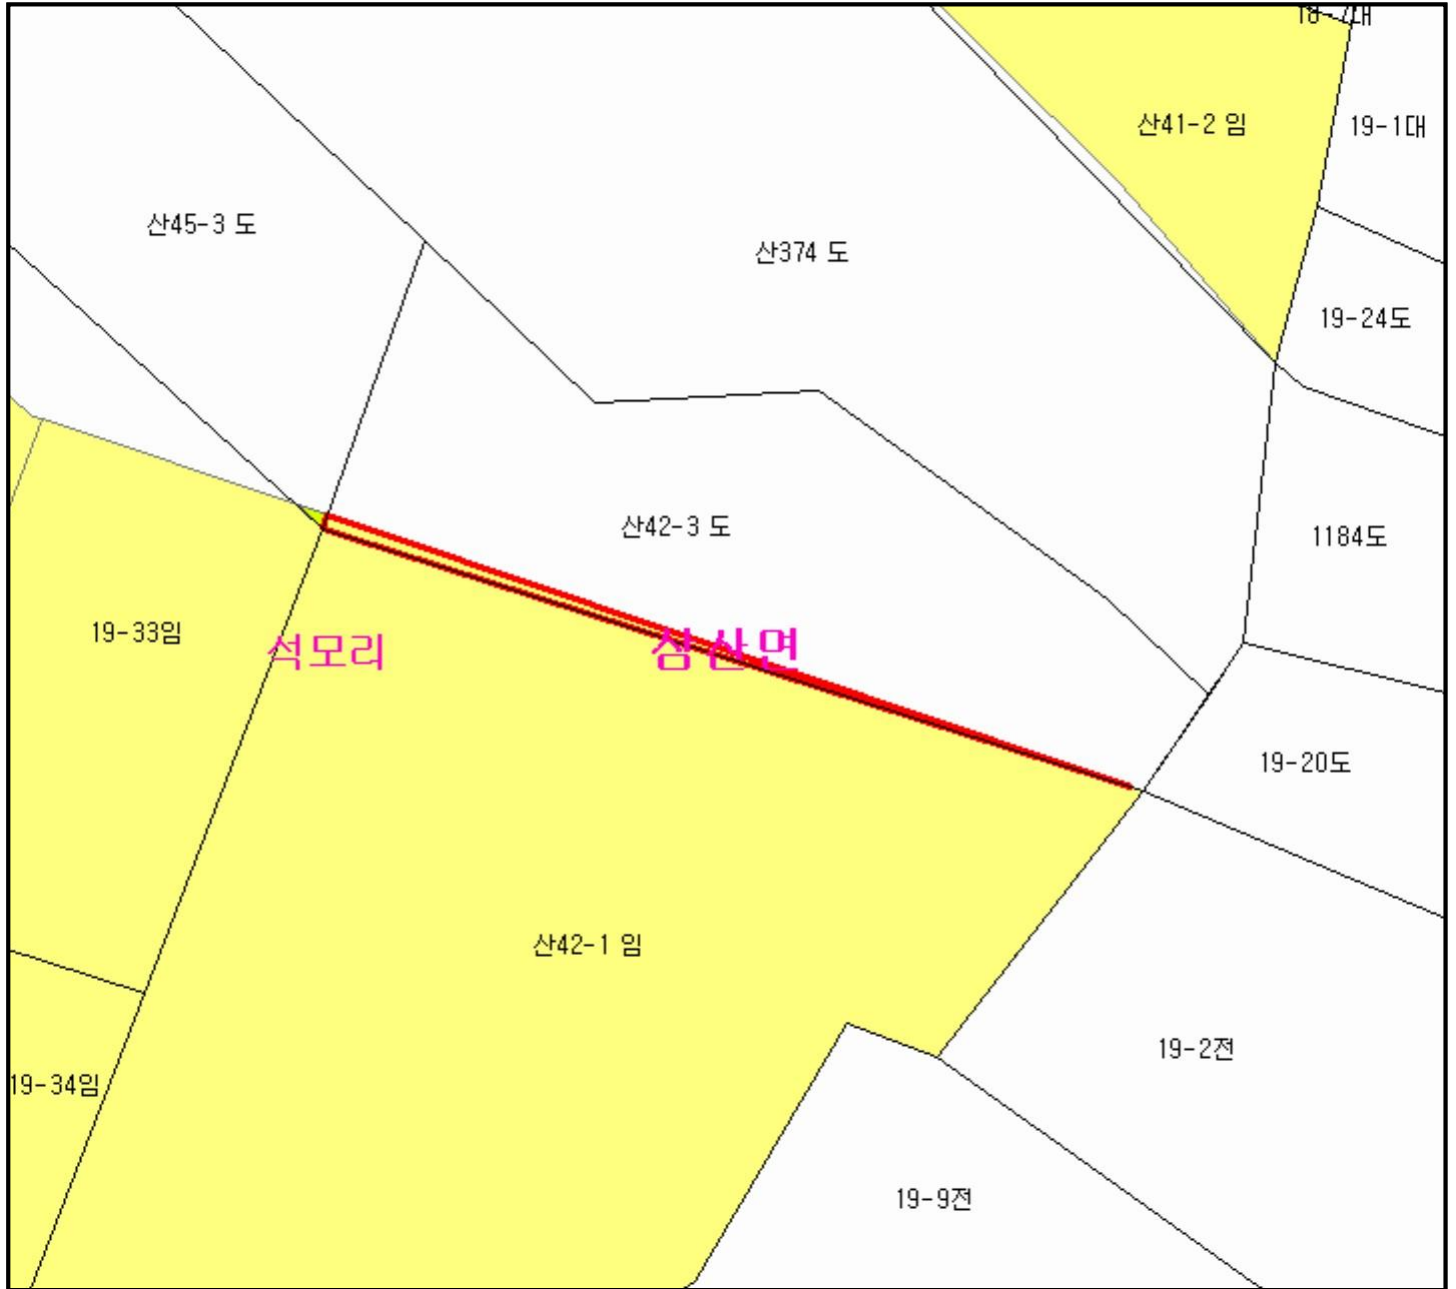 산41-2 임
19-1대
산45-3 도
산374 도
19-24도
산42-3 도
1184도
19-33임
석모리
삼산면
19-20도
산42-1 임
19-2전
19-34임
19-9전